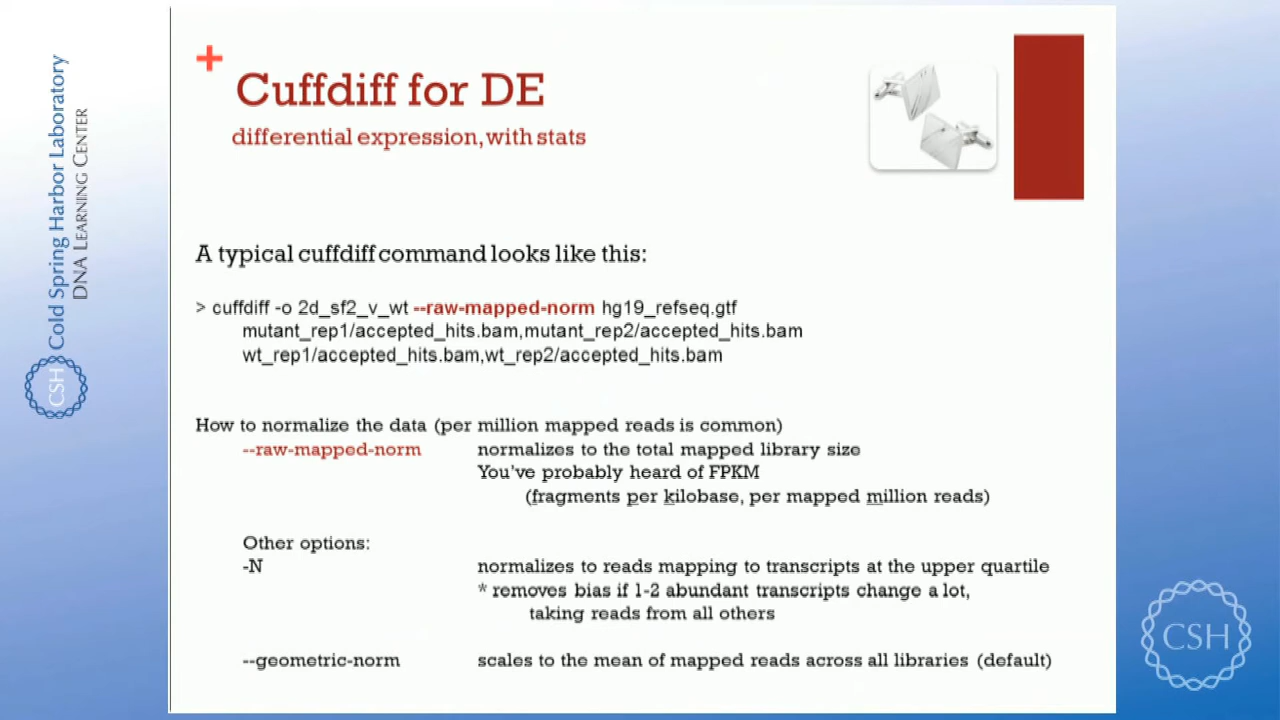 Cold Spring Harbor Laboratory
DNA LEARNING CENTER
CSH
+
Cuffdiff for DE
differential expression, with stats
A typical cuffdiff command looks like this:
> cuffdiff -o 2d_sf2_v_wt --raw-mapped-norm hg19_refseq.gtf
mutant_rep1/accepted_hits.bam,mutant_rep2/accepted_hits.bam
wt_rep1/accepted_hits.bam,wt_rep2/accepted_hits.bam
How to normalize the data (per million mapped reads is common)
--raw-mapped-norm normalizes to the total mapped library size
You've probably heard of FPKM
(fragments per kilobase, per mapped million reads)
Other options:
-N normalizes to reads mapping to transcripts at the upper quartile
* removes bias if 1-2 abundant transcripts change a lot,
taking reads from all others
--geometric-norm scales to the mean of mapped reads across all libraries (default)
CSH